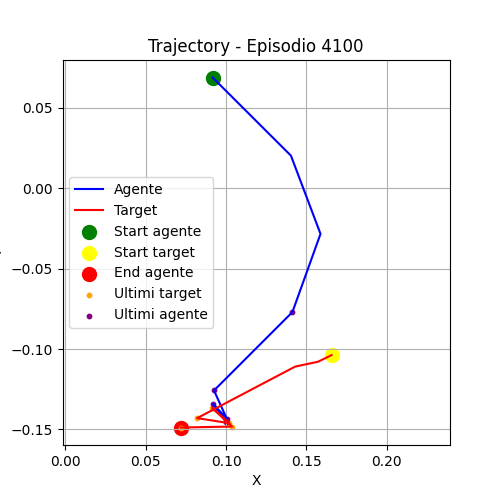 Trajectory - Episodio 4100
0.05
0.00
−0.05
−0.10
−0.15
Agente
Target
Start agente
Start target
End agente
Ultimi target
Ultimi agente
0.00 0.05 0.10 0.15 0.20
X